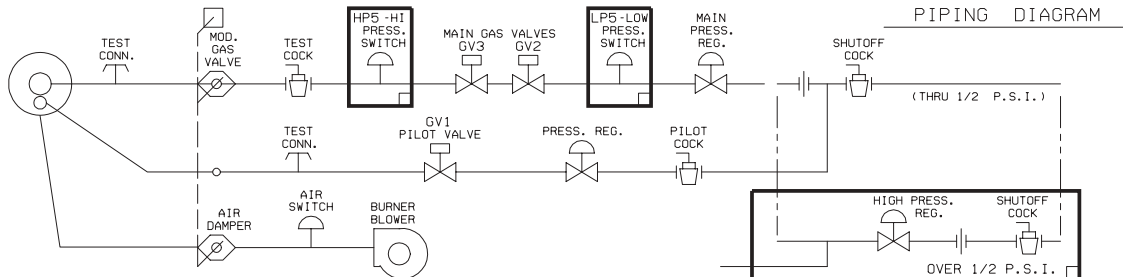 PIPING DIAGRAM
TEST
CONN.
MOD.
GAS
VALVE
TEST
COCK
HP5-HI
PRESS.
SWITCH
MAIN GAS VALVES
GV3 GV2
LP5-LOW
PRESS.
SWITCH
MAIN
PRESS.
REG.
SHUTOFF
COCK
(THRU 1/2 P.S.I.)
TEST
CONN.
GV1
PILOT VALVE
PRESS. REG.
PILOT
COCK
AIR
DAMPER
AIR
SWITCH
BURNER
BLOWER
HIGH PRESS.
REG.
SHUTOFF
COCK
OVER 1/2 P.S.I.